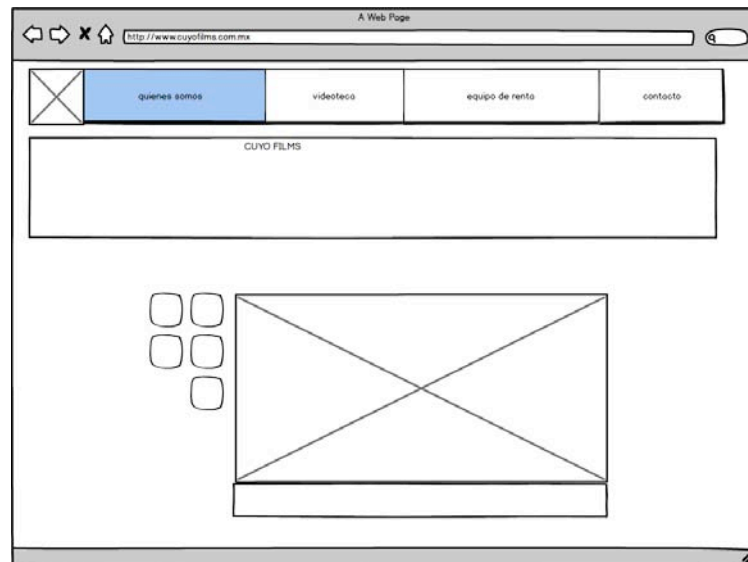 A Web Page
http://www.cuyofilms.com.mx
quienes somos
videoteca
equipo de renta
contacto
CUYO FILMS